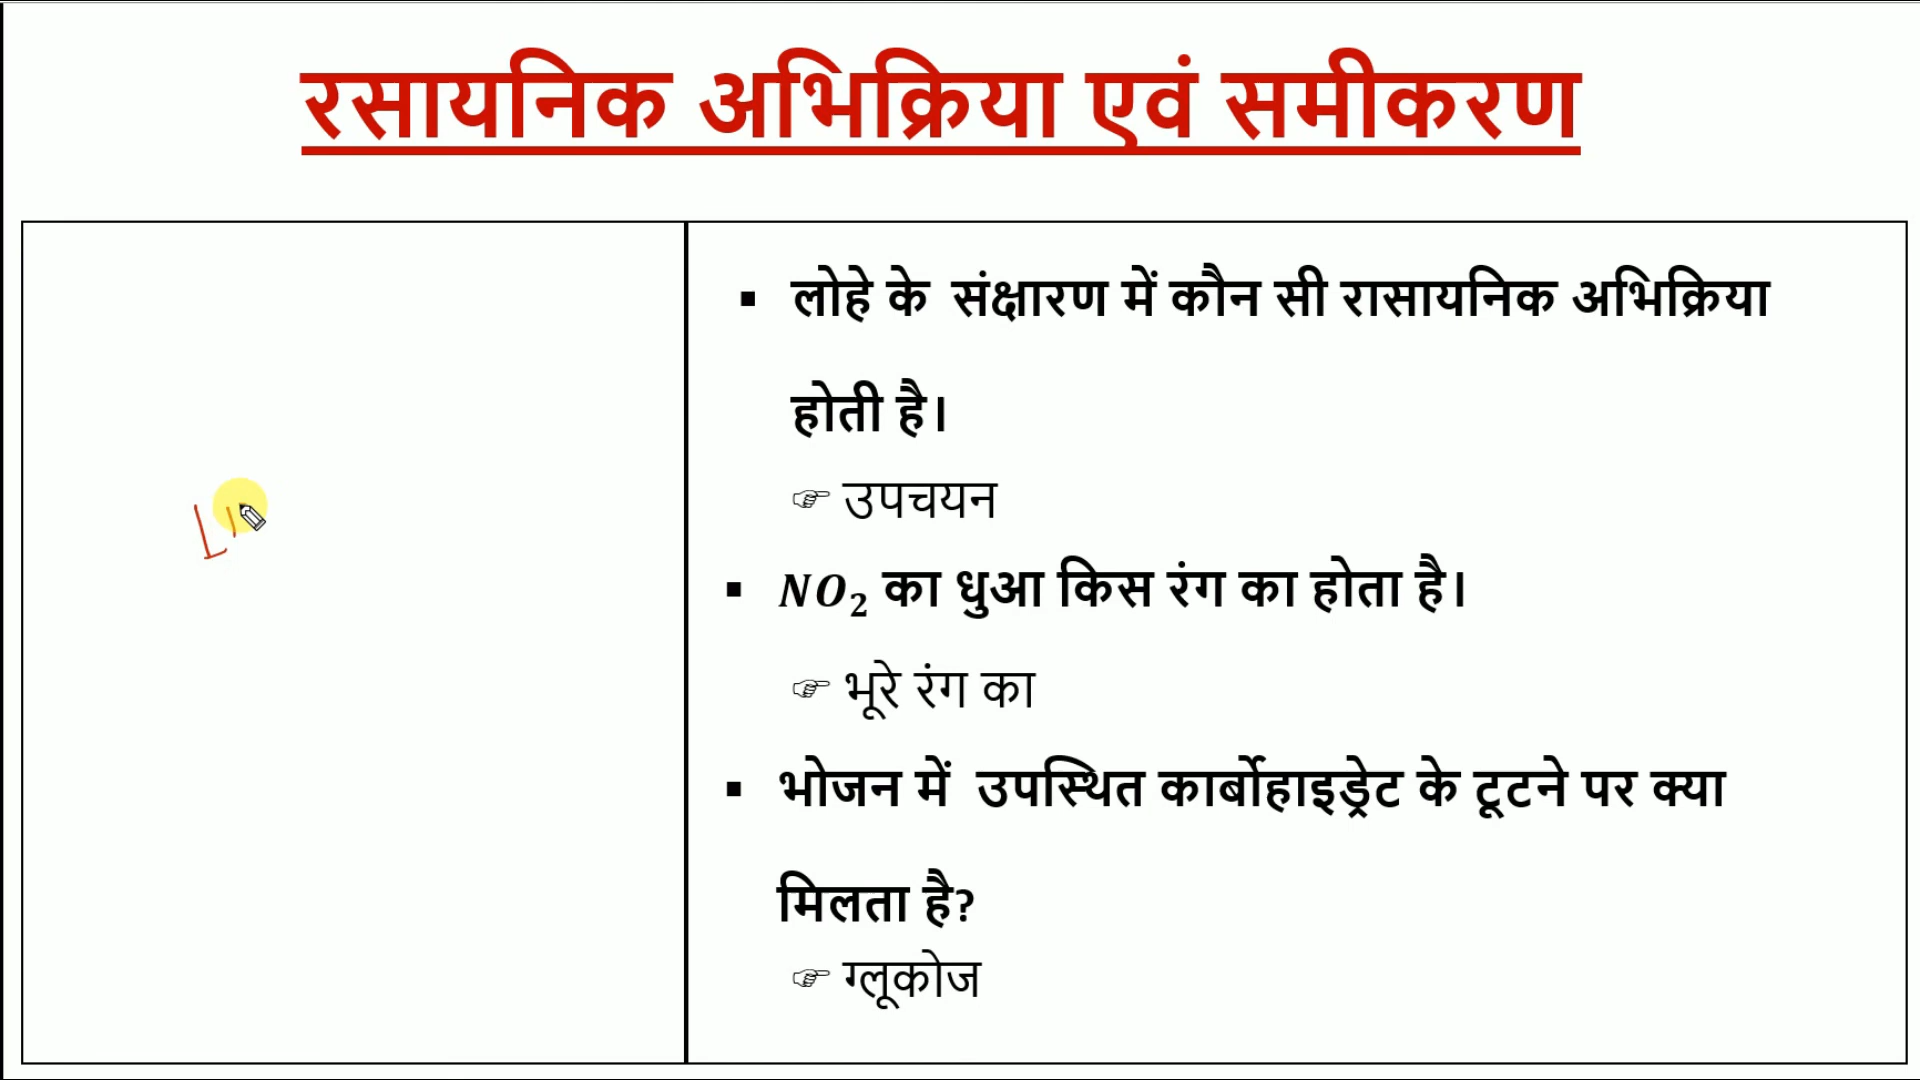 रसायनिक अभिक्रिया एवं समीकरण
▪ लोहे के संक्षारण में कौन सी रासायनिक अभिक्रिया
होती है।
☞ उपचयन
▪ NO₂ का धुआ किस रंग का होता है।
☞ भूरे रंग का
▪ भोजन में उपस्थित कार्बोहाइड्रेट के टूटने पर क्या
मिलता है?
☞ ग्लूकोज